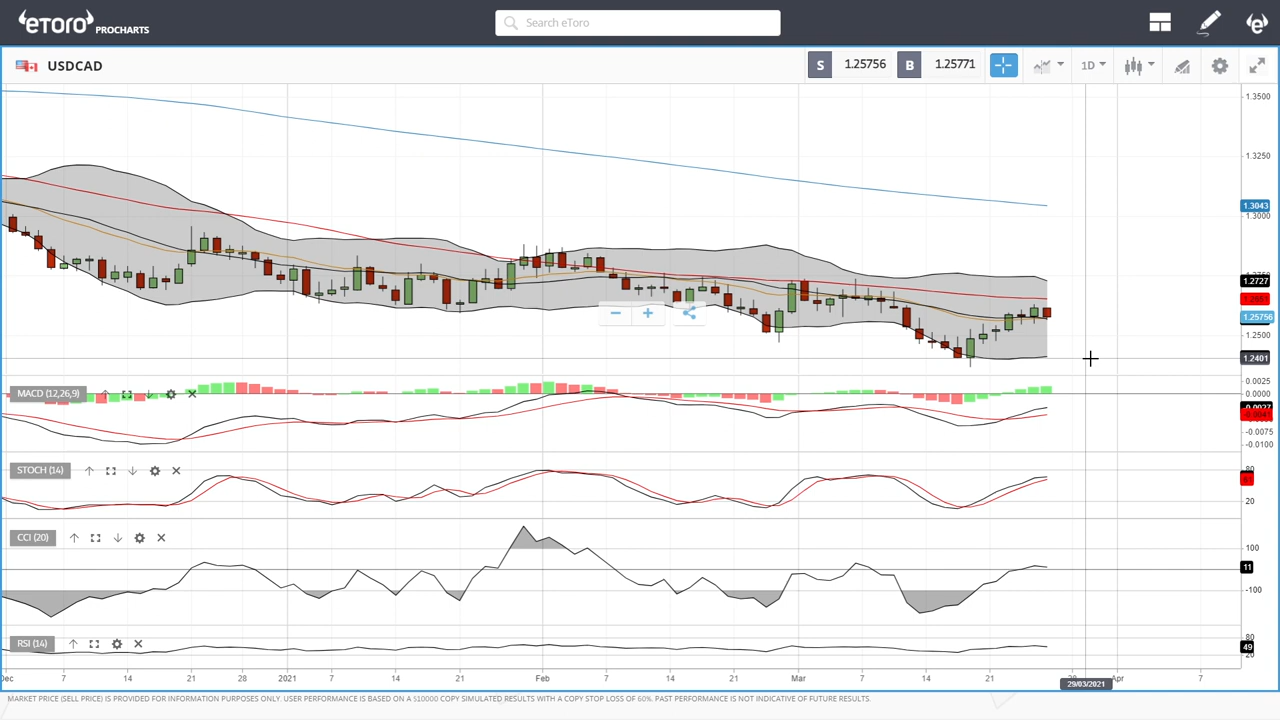 eToro PROCHARTS
Search eToro
USDCAD
S 1.25756 B 1.25771
1D
1.3500
1.3250
1.3043
1.3000
1.2727
1.25756
1.2500
1.2401
MACD (12,26,9)
0.0025
0.0000
-0.0027
-0.0041
-0.0075
-0.0100
STOCH (14)
80
20
CCI (20)
100
11
-100
RSI (14)
80
49
20
Dec 7 14 21 28 2021 7 14 21 Feb 7 14 21 Mar 7 14 21 Apr 7
29/03/2021
MARKET PRICE (SELL PRICE) IS PROVIDED FOR INFORMATION PURPOSES ONLY. USER PERFORMANCE IS BASED ON A $10000 COPY SIMULATED RESULTS WITH A COPY STOP LOSS OF 60%. PAST PERFORMANCE IS NOT INDICATIVE OF FUTURE RESULTS.